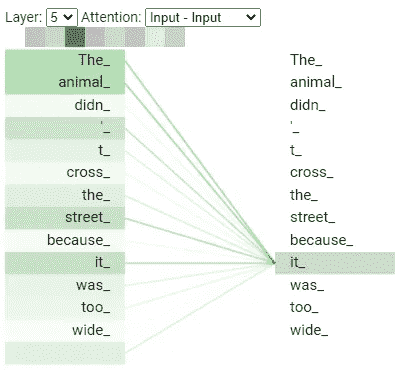 Layer: 5 Attention: Input - Input
The_ The_
animal_ animal_
didn_ didn_
'_ '_
t_ t_
cross_ cross_
the_ the_
street_ street_
because_ because_
it_ it_
was_ was_
too_ too_
wide_ wide_